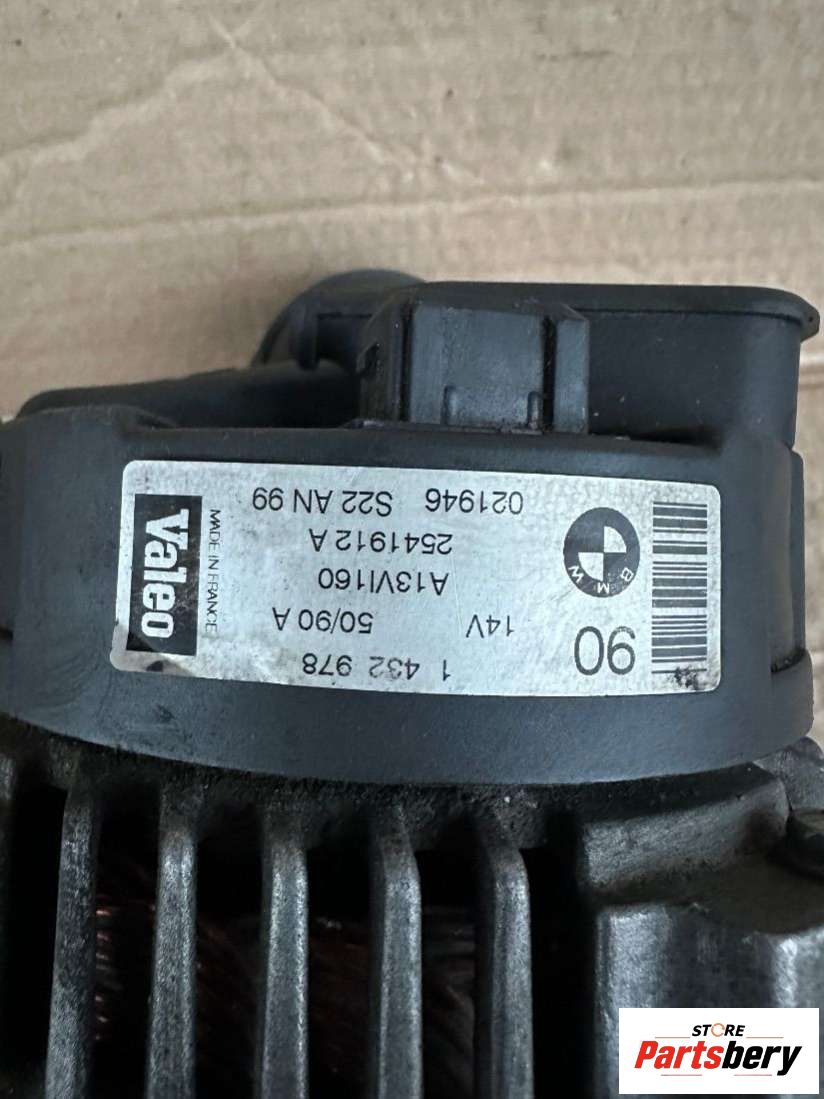 1 432 978
90
14V 50/90 A
A13VI160
2541912 A
021946 S22 AN 99
BMW
MADE IN FRANCE
Valeo
STORE
Partsbery